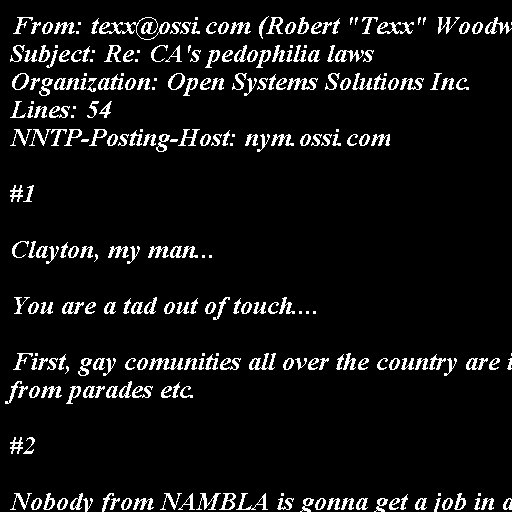 From: texx@ossi.com (Robert "Texx" Woodw
Subject: Re: CA's pedophilia laws
Organization: Open Systems Solutions Inc.
Lines: 54
NNTP-Posting-Host: nym.ossi.com
#1
Clayton, my man...
You are a tad out of touch....
First, gay comunities all over the country are i
from parades etc.
#2
Nobody from NAMBLA is gonna get a job in a